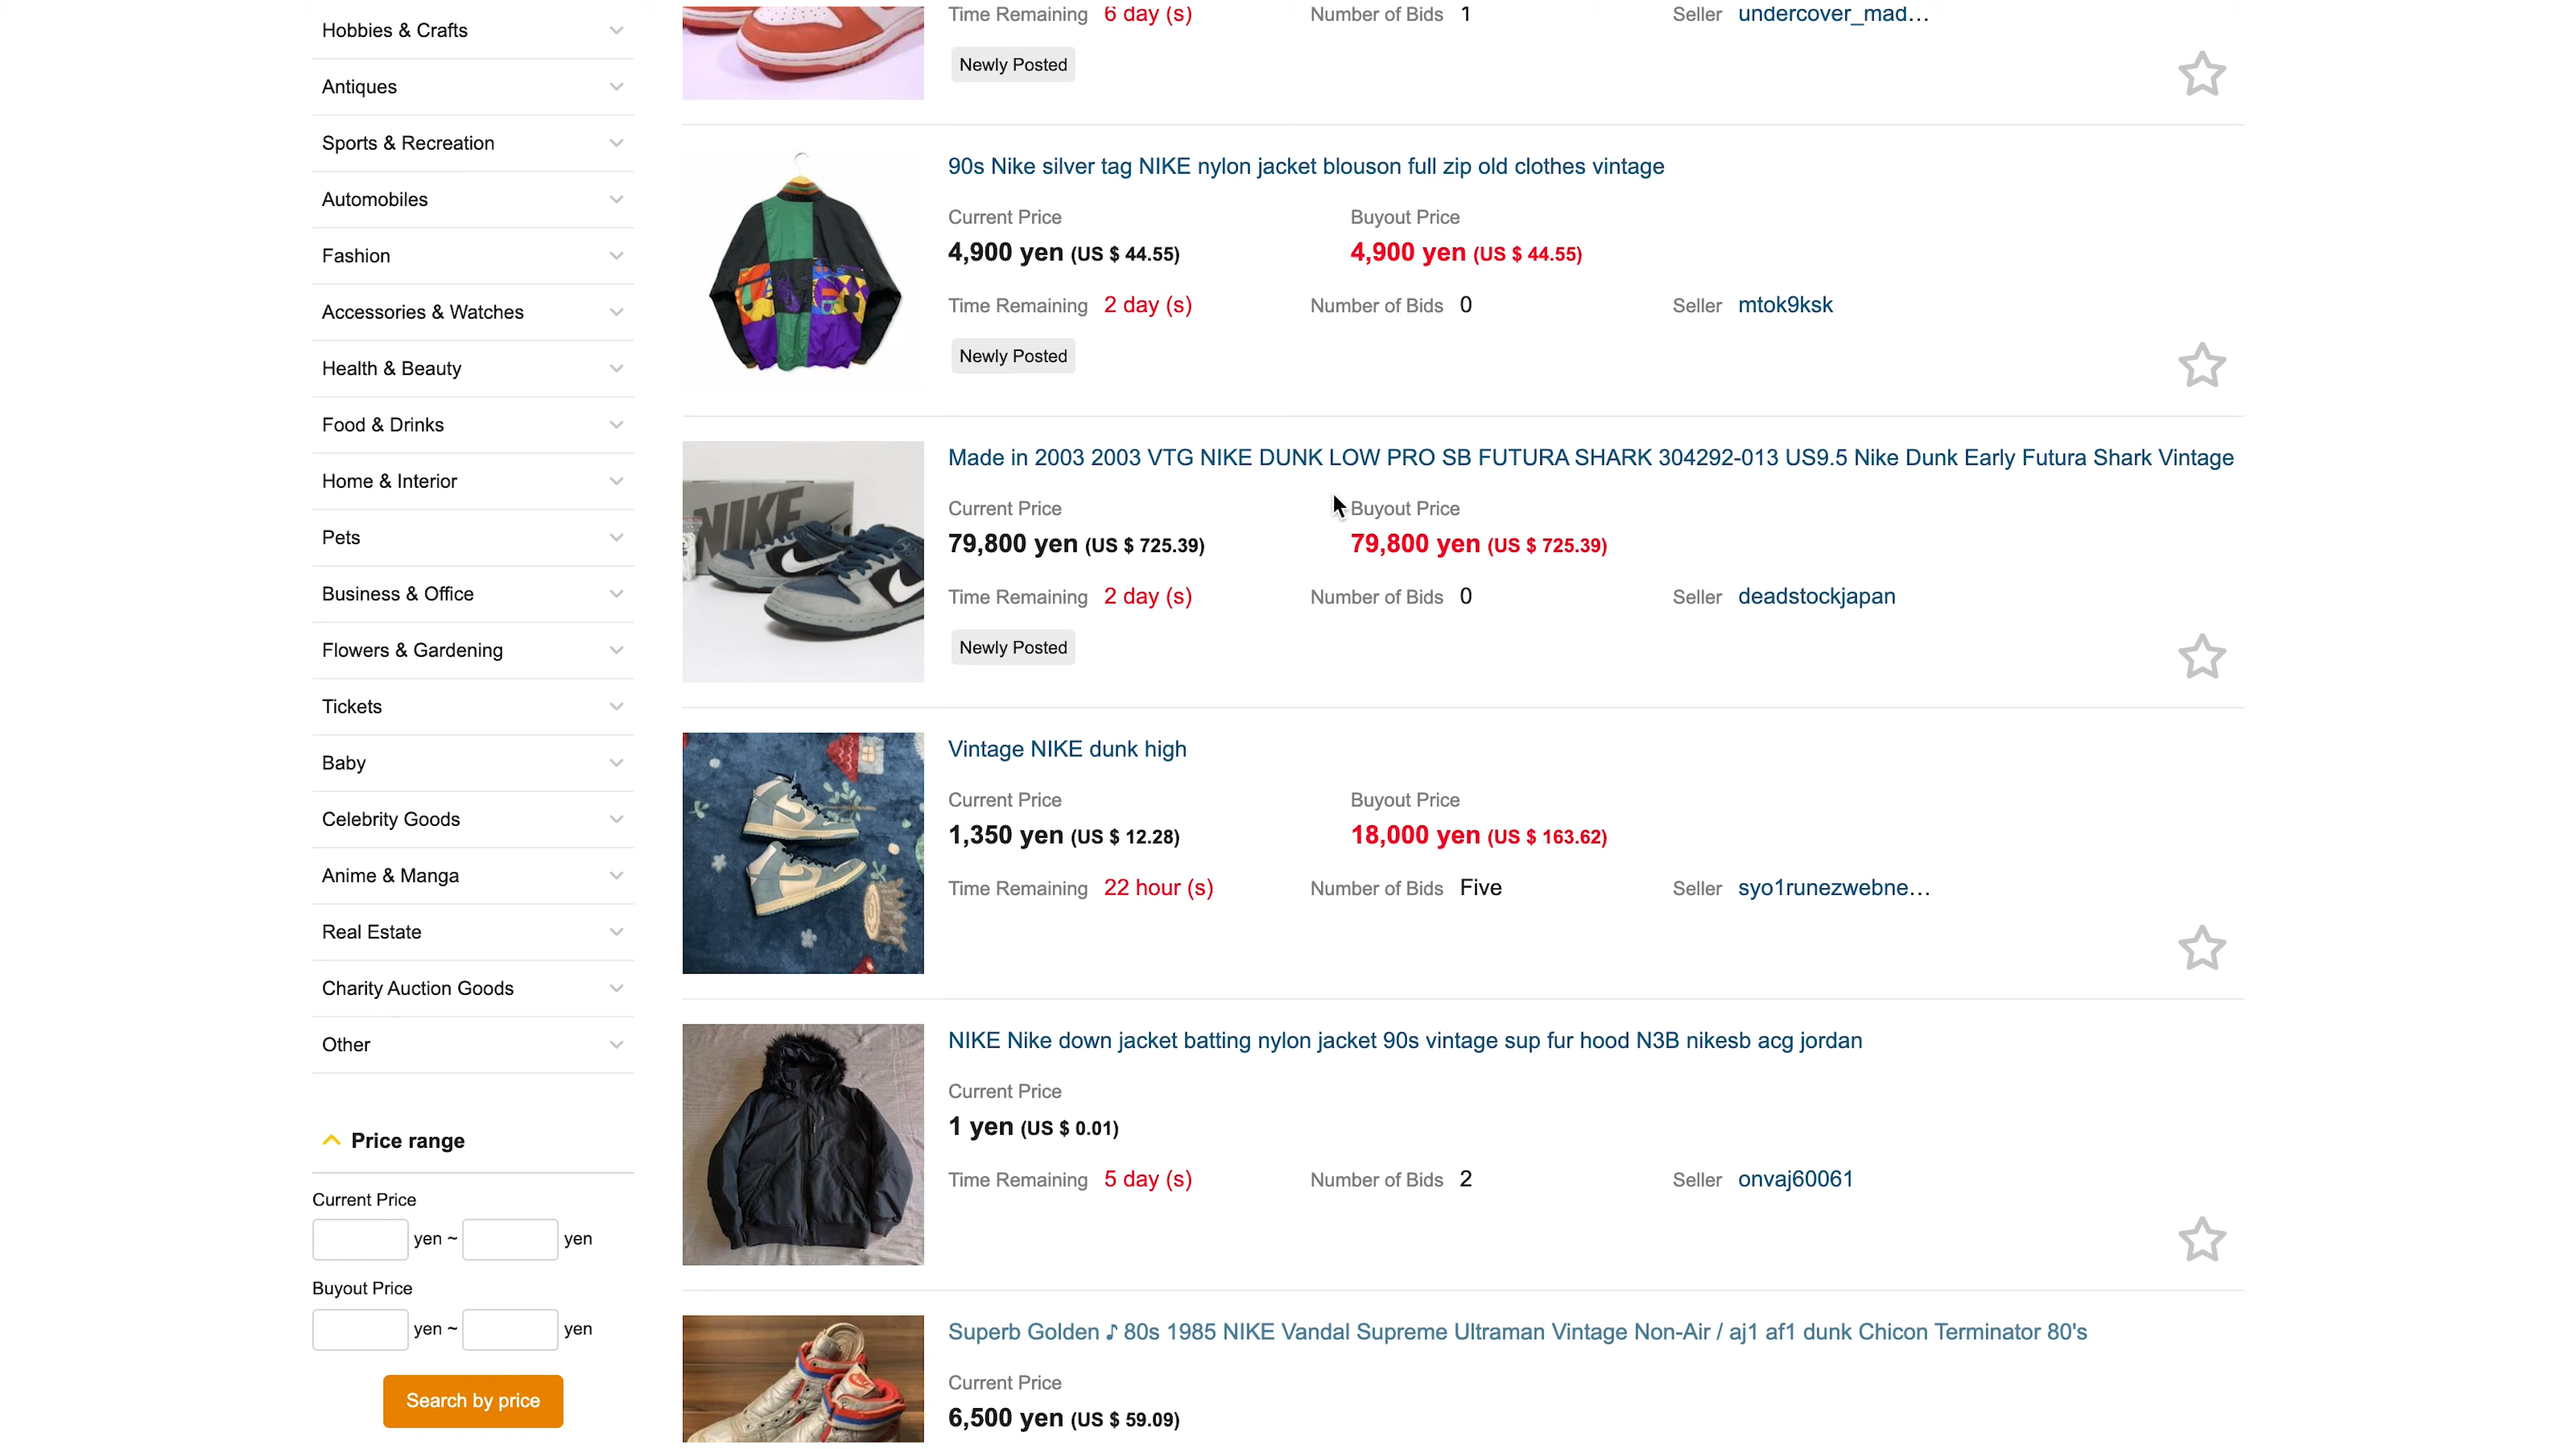 Hobbies & Crafts
Antiques
Sports & Recreation
Automobiles
Fashion
Accessories & Watches
Health & Beauty
Food & Drinks
Home & Interior
Pets
Business & Office
Flowers & Gardening
Tickets
Baby
Celebrity Goods
Anime & Manga
Real Estate
Charity Auction Goods
Other
Price range
Current Price
yen ~ yen
Buyout Price
yen ~ yen
Search by price
Time Remaining 6 day (s) Number of Bids 1 Seller undercover_mad...
Newly Posted
90s Nike silver tag NIKE nylon jacket blouson full zip old clothes vintage
Current Price Buyout Price
4,900 yen (US $ 44.55) 4,900 yen (US $ 44.55)
Time Remaining 2 day (s) Number of Bids 0 Seller mtok9ksk
Newly Posted
NIKE
Made in 2003 2003 VTG NIKE DUNK LOW PRO SB FUTURA SHARK 304292-013 US9.5 Nike Dunk Early Futura Shark Vintage
Current Price Buyout Price
79,800 yen (US $ 725.39) 79,800 yen (US $ 725.39)
Time Remaining 2 day (s) Number of Bids 0 Seller deadstockjapan
Newly Posted
Vintage NIKE dunk high
Current Price Buyout Price
1,350 yen (US $ 12.28) 18,000 yen (US $ 163.62)
Time Remaining 22 hour (s) Number of Bids Five Seller syo1runezwebne...
NIKE Nike down jacket batting nylon jacket 90s vintage sup fur hood N3B nikesb acg jordan
Current Price
1 yen (US $ 0.01)
Time Remaining 5 day (s) Number of Bids 2 Seller onvaj60061
Superb Golden ♪ 80s 1985 NIKE Vandal Supreme Ultraman Vintage Non-Air / aj1 af1 dunk Chicon Terminator 80's
Current Price
6,500 yen (US $ 59.09)